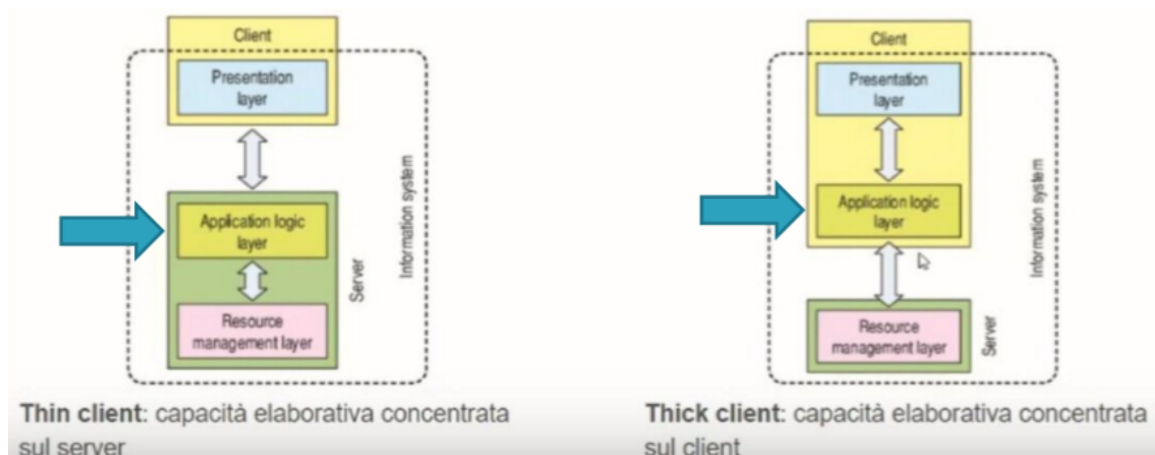 Client
Presentation
layer
Application logic
layer
Resource
management layer
Server
Information system
Thin client: capacità elaborativa concentrata
sul server
Client
Presentation
layer
Application logic
layer
Resource
management layer
Server
Information system
Thick client: capacità elaborativa concentrata
sul client